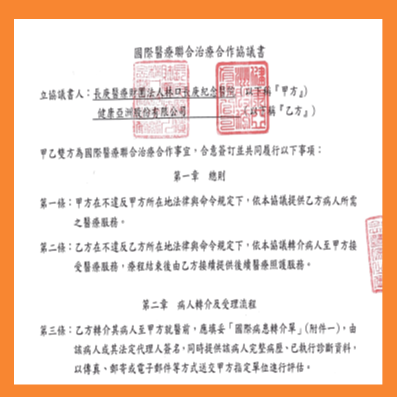 國際醫療聯合治療合作協議書
立協議書人：長庚醫療財團法人林口長庚紀念醫院（以下稱『甲方』）
健康亞洲股份有限公司（以下稱『乙方』）
甲乙雙方為國際醫療聯合治療合作事宜，合意簽訂並共同履行以下事項：
第一章 總則
第一條：甲方在不違反甲方所在地法律與命令規定下，依本協議提供乙方病人所需
之醫療服務。
第二條：乙方在不違反乙方所在地法律與命令規定下，依本協議轉介病人至甲方接
受醫療服務，療程結束後由乙方接續提供後續醫療照護服務。
第二章 病人轉介及受理流程
第三條：乙方轉介其病人至甲方就醫前，應填妥「國際病患轉介單」（附件一），由
該病人或其法定代理人簽名，同時提供該病人完整病歷、已執行診斷資料，
以傳真、郵寄或電子郵件等方式送交甲方指定單位進行評估。